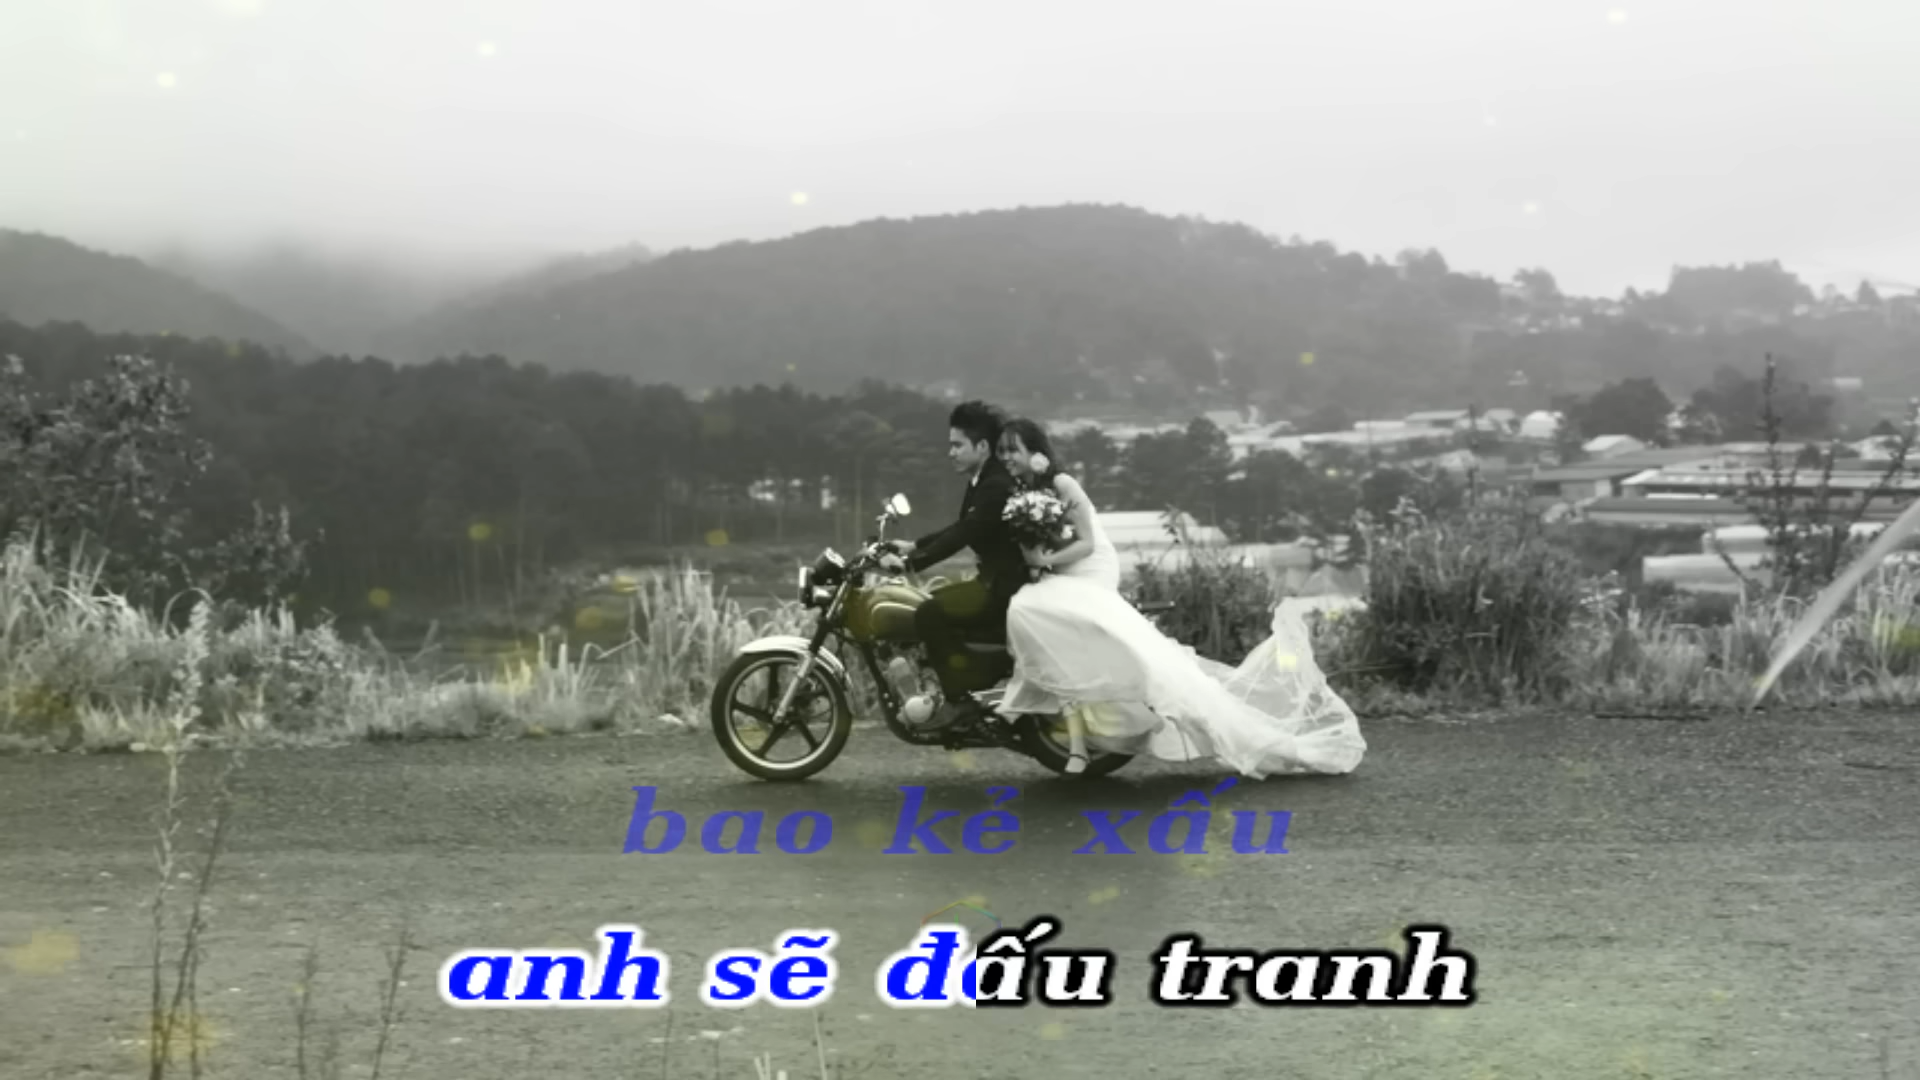 bao kẻ xấu
anh sẽ đấu tranh